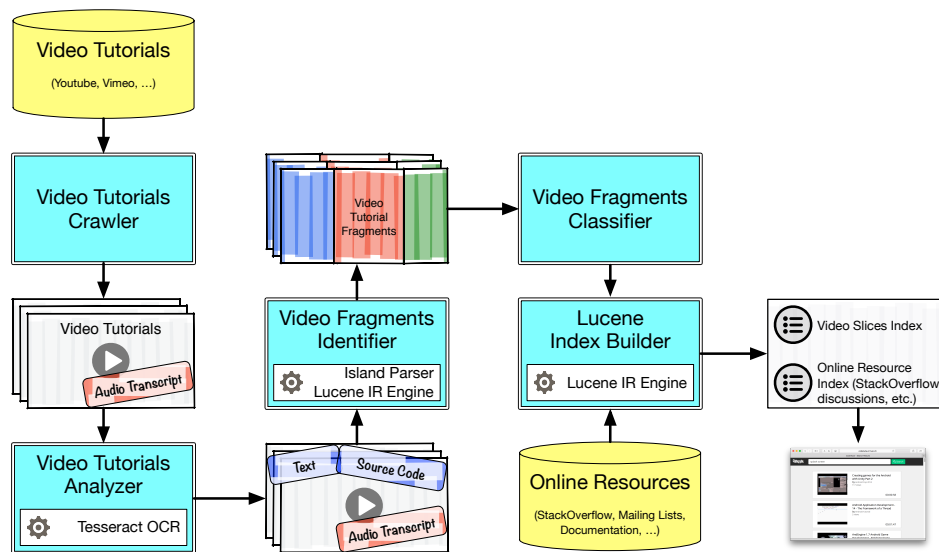 Video Tutorials
(Youtube, Vimeo, ...)
Video Tutorials
Crawler
Video Tutorials
Audio Transcript
Video Tutorials
Analyzer
Tesseract OCR
Video
Tutorial
Fragments
Video Fragments
Identifier
Island Parser
Lucene IR Engine
Text
Source Code
Audio Transcript
Video Fragments
Classifier
Lucene
Index Builder
Lucene IR Engine
Online Resources
(StackOverflow, Mailing Lists,
Documentation, ...)
Video Slices Index
Online Resource
Index (StackOverflow
discussions, etc.)